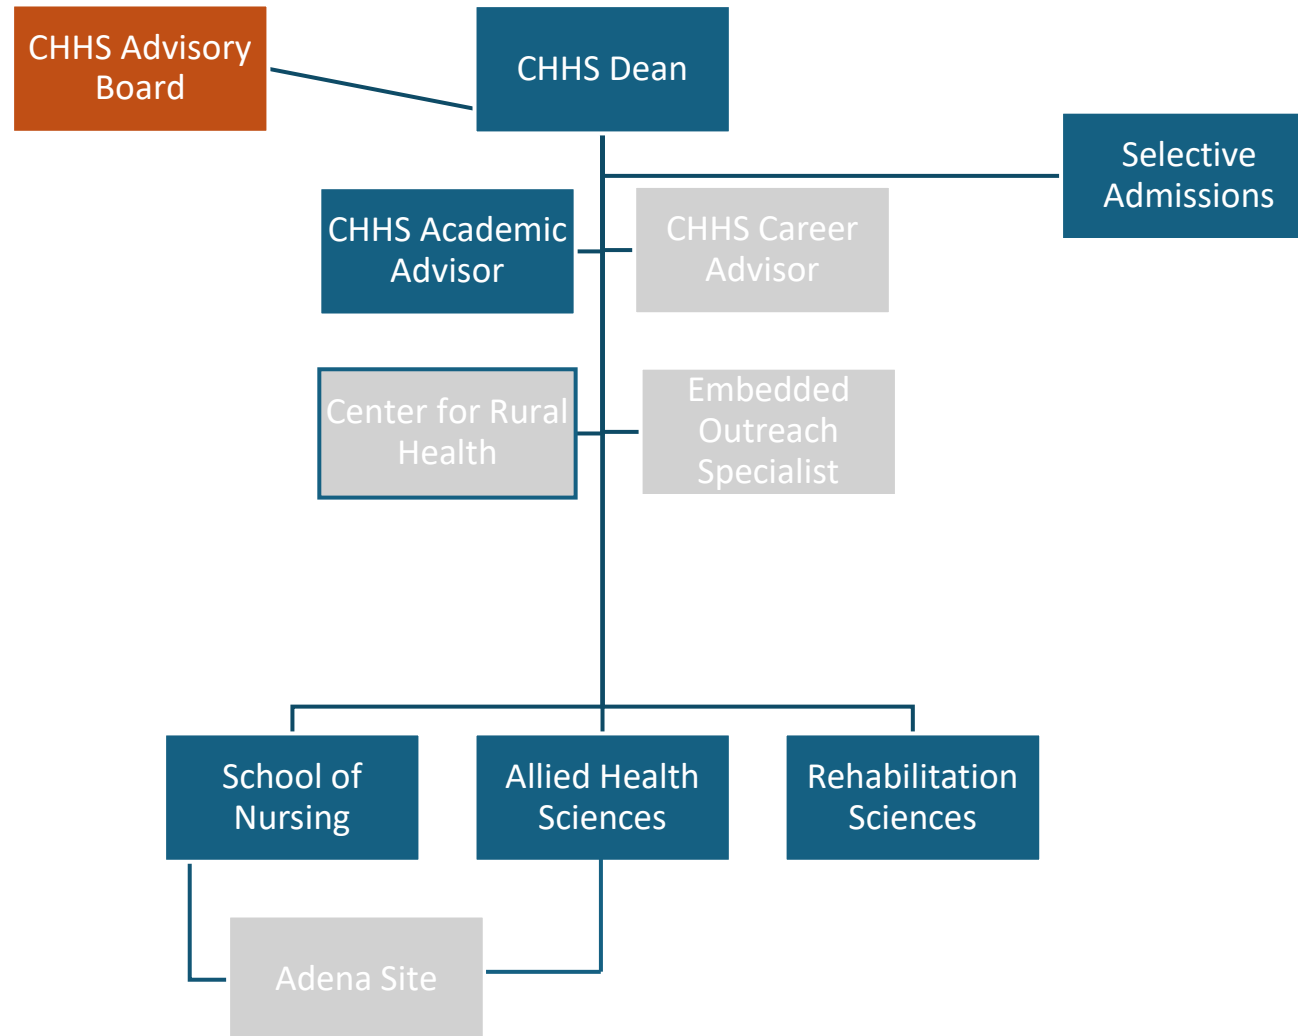 CHHS Advisory
Board
CHHS Dean
Selective
Admissions
CHHS Academic
Advisor
CHHS Career
Advisor
Center for Rural
Health
Embedded
Outreach
Specialist
School of
Nursing
Allied Health
Sciences
Rehabilitation
Sciences
Adena Site